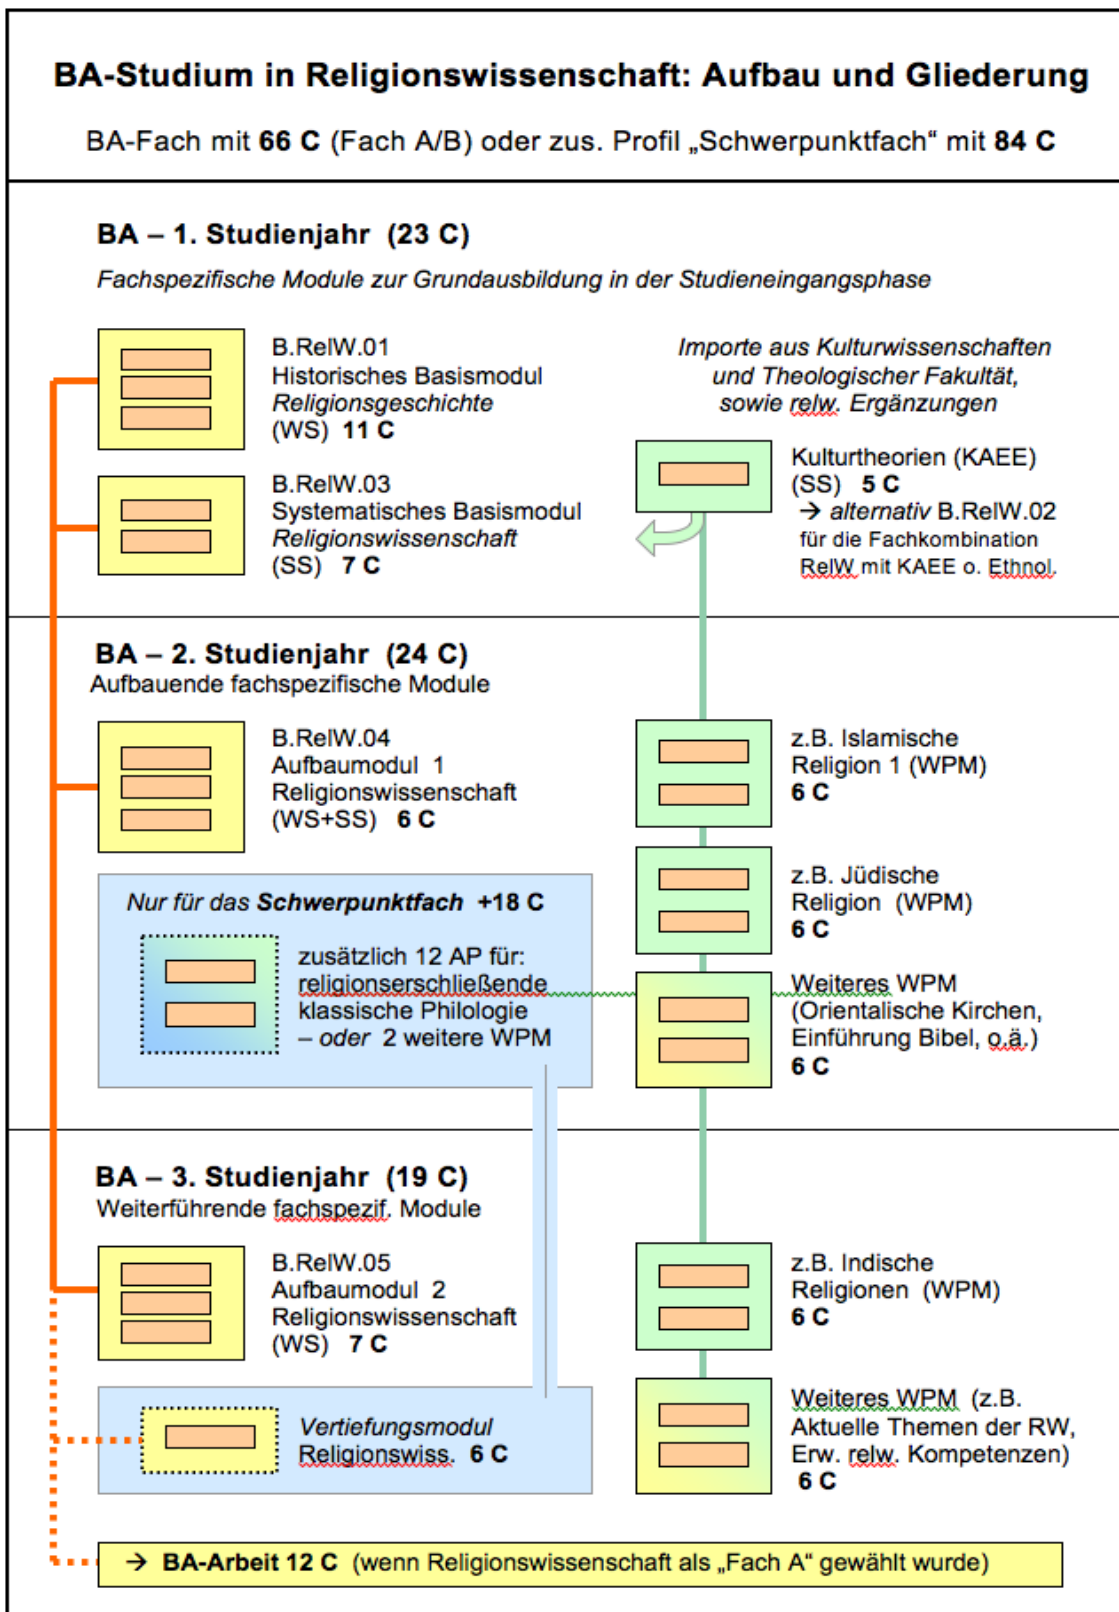 BA-Studium in Religionswissenschaft: Aufbau und Gliederung
BA-Fach mit 66 C (Fach A/B) oder zus. Profil „Schwerpunktfach“ mit 84 C
BA – 1. Studienjahr (23 C)
Fachspezifische Module zur Grundausbildung in der Studieneingangsphase
B.RelW.01
Historisches Basismodul
Religionsgeschichte
(WS) 11 C
Importe aus Kulturwissenschaften
und Theologischer Fakultät,
sowie relw. Ergänzungen
B.RelW.03
Systematisches Basismodul
Religionswissenschaft
(SS) 7 C
Kulturtheorien (KAEE)
(SS) 5 C
→ alternativ B.RelW.02
für die Fachkombination
RelW mit KAEE o. Ethnol.
BA – 2. Studienjahr (24 C)
Aufbauende fachspezifische Module
B.RelW.04
Aufbaumodul 1
Religionswissenschaft
(WS+SS) 6 C
z.B. Islamische
Religion 1 (WPM)
6 C
z.B. Jüdische
Religion (WPM)
6 C
Nur für das Schwerpunktfach +18 C
zusätzlich 12 AP für:
religionserschließende
klassische Philologie
– oder 2 weitere WPM
Weiteres WPM
(Orientalische Kirchen,
Einführung Bibel, o.ä.)
6 C
BA – 3. Studienjahr (19 C)
Weiterführende fachspezif. Module
B.RelW.05
Aufbaumodul 2
Religionswissenschaft
(WS) 7 C
z.B. Indische
Religionen (WPM)
6 C
Vertiefungsmodul
Religionswiss. 6 C
Weiteres WPM (z.B.
Aktuelle Themen der RW,
Erw. relw. Kompetenzen)
6 C
→ BA-Arbeit 12 C (wenn Religionswissenschaft als „Fach A“ gewählt wurde)